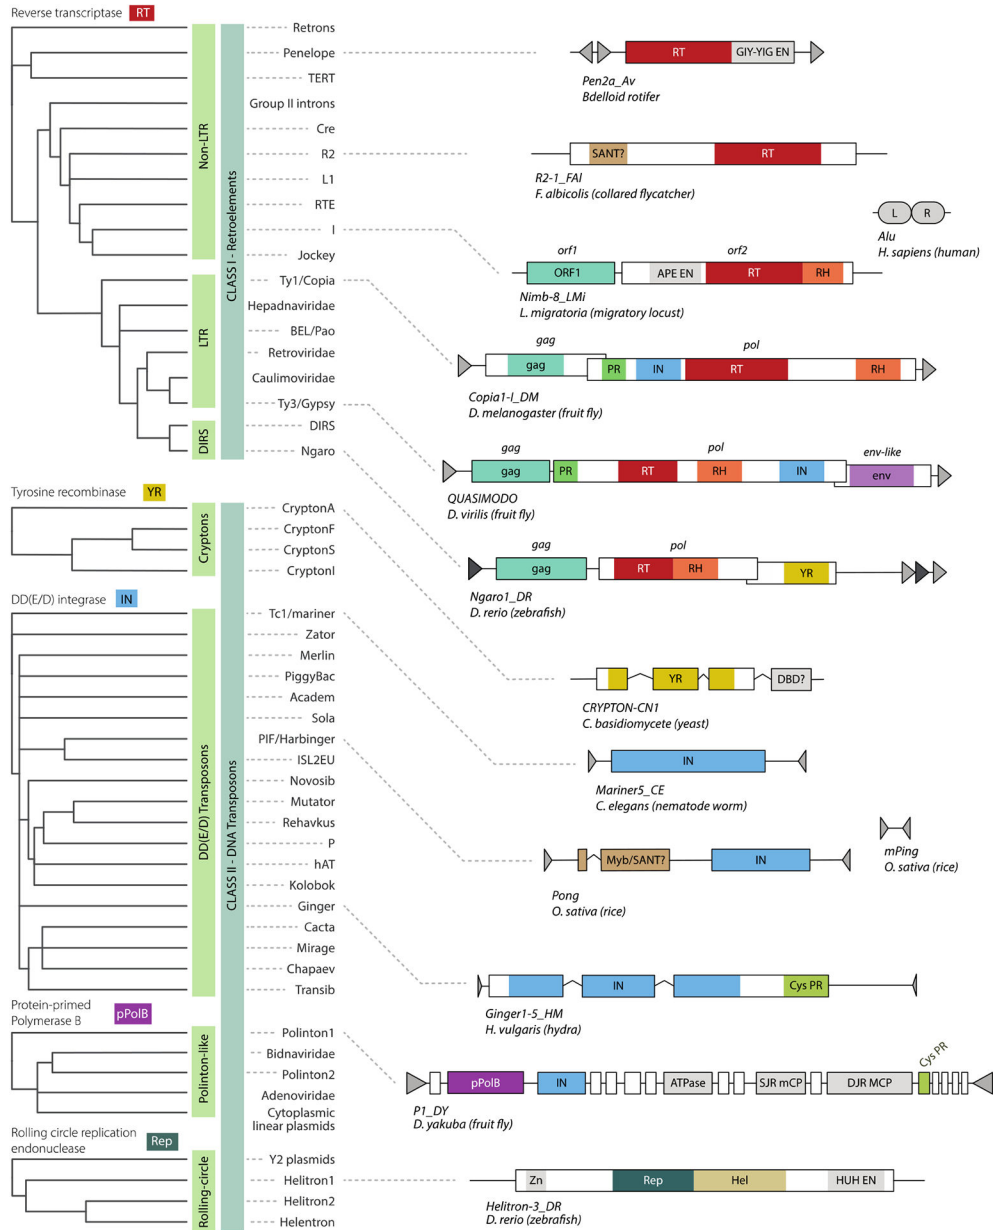 Reverse transcriptase RT
Retrons
Penelope
TERT
Group II introns
Cre
R2
L1
RTE
I
Jockey
Ty1/Copia
Hepadnaviridae
BEL/Pao
Retroviridae
Caulimoviridae
Ty3/Gypsy
DIRS
Ngaro
Non-LTR
LTR
DIRS
CLASS I - Retroelements
Tyrosine recombinase YR
CryptonA
CryptonF
CryptonS
CryptonI
Cryptons
DD(E/D) integrase IN
Tc1/mariner
Zator
Merlin
PiggyBac
Academ
Sola
PIF/Harbinger
ISL2EU
Novosib
Mutator
Rehavkus
P
hAT
Kolobok
Ginger
Cacta
Mirage
Chapaev
Transib
DD(E/D) Transposons
CLASS II - DNA Transposons
Protein-primed
Polymerase B pPolB
Polinton1
Bidnaviridae
Polinton2
Adenoviridae
Cytoplasmic
linear plasmids
Polinton-like
Rolling circle replication
endonuclease Rep
Y2 plasmids
Helitron1
Helitron2
Helentron
Rolling-circle
RT GIY-YIG EN
Pen2a_Av
Bdelloid rotifer
SANT? RT
R2-1_FAl
F. albicolis (collared flycatcher)
L R
Alu
H. sapiens (human)
orf1 orf2
ORF1 APE EN RT RH
Nimb-8_LMi
L. migratoria (migratory locust)
gag pol
gag PR IN RT RH
Copia1-I_DM
D. melanogaster (fruit fly)
gag pol env-like
gag PR RT RH IN env
QUASIMODO
D. virilis (fruit fly)
gag pol
gag RT RH YR
Ngaro1_DR
D. rerio (zebrafish)
YR DBD?
CRYPTON-CN1
C. basidiomycete (yeast)
IN
Mariner5_CE
C. elegans (nematode worm)
mPing
O. sativa (rice)
Myb/SANT? IN
Pong
O. sativa (rice)
IN Cys PR
Ginger1-5_HM
H. vulgaris (hydra)
Cys PR
pPolB IN ATPase SJR mCP DJR MCP
P1_DY
D. yakuba (fruit fly)
Zn Rep Hel HUH EN
Helitron-3_DR
D. rerio (zebrafish)